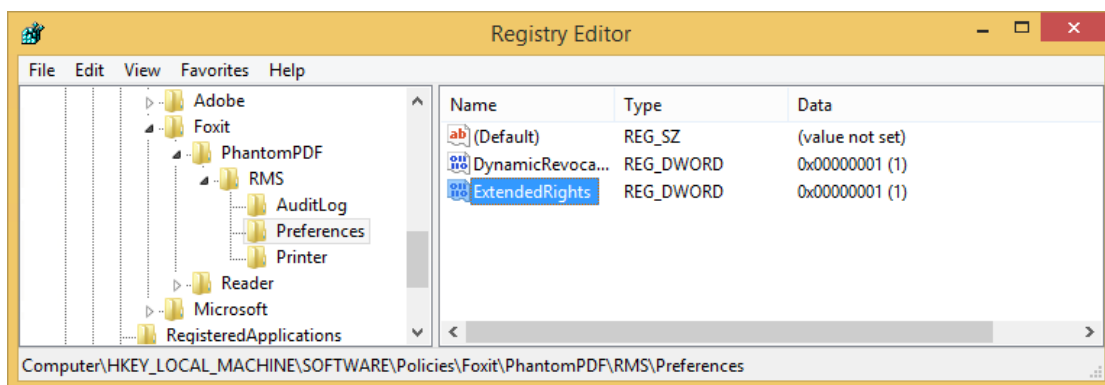 Registry Editor
File Edit View Favorites Help
Adobe
Foxit
PhantomPDF
RMS
AuditLog
Preferences
Printer
Reader
Microsoft
RegisteredApplications
Name Type Data
ab (Default) REG_SZ (value not set)
DynamicRevoca... REG_DWORD 0x00000001 (1)
ExtendedRights REG_DWORD 0x00000001 (1)
Computer\HKEY_LOCAL_MACHINE\SOFTWARE\Policies\Foxit\PhantomPDF\RMS\Preferences